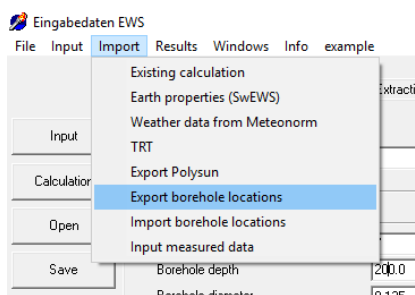 Eingabedaten EWS
File Input Import Results Windows Info example
Existing calculation
Earth properties (SwEWS)
Weather data from Meteonorm
TRT
Export Polysun
Export borehole locations
Import borehole locations
Input measured data
Input
Calculation
Open
Save
Borehole depth 200.0
Borehole diameter 0.135